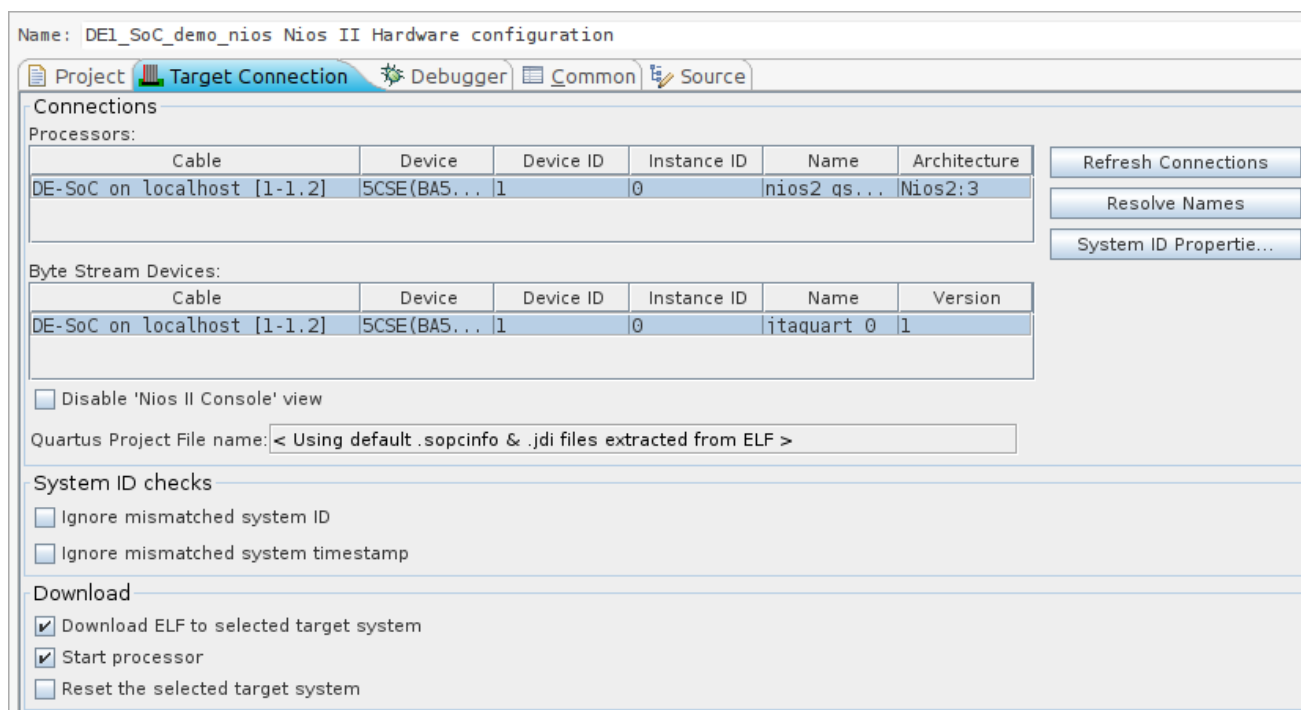 Name: DE1_SoC_demo_nios Nios II Hardware configuration
Project Target Connection Debugger Common Source
Connections
Processors:
Cable Device Device ID Instance ID Name Architecture
DE-SoC on localhost [1-1.2] 5CSE(BA5... 1 0 nios2_qs... Nios2:3
Refresh Connections
Resolve Names
System ID Propertie...
Byte Stream Devices:
Cable Device Device ID Instance ID Name Version
DE-SoC on localhost [1-1.2] 5CSE(BA5... 1 0 jtaguart_0 1
Disable 'Nios II Console' view
Quartus Project File name: < Using default .sopcinfo & .jdi files extracted from ELF >
System ID checks
Ignore mismatched system ID
Ignore mismatched system timestamp
Download
Download ELF to selected target system
Start processor
Reset the selected target system